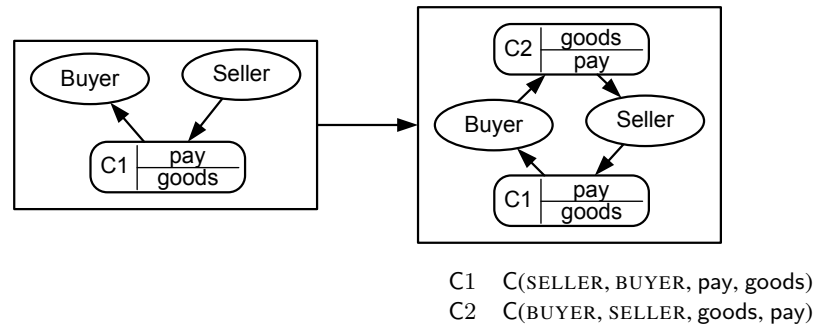 Buyer
Seller
C1
pay
goods
C2
goods
pay
Buyer
Seller
C1
pay
goods
C1 C(SELLER, BUYER, pay, goods)
C2 C(BUYER, SELLER, goods, pay)